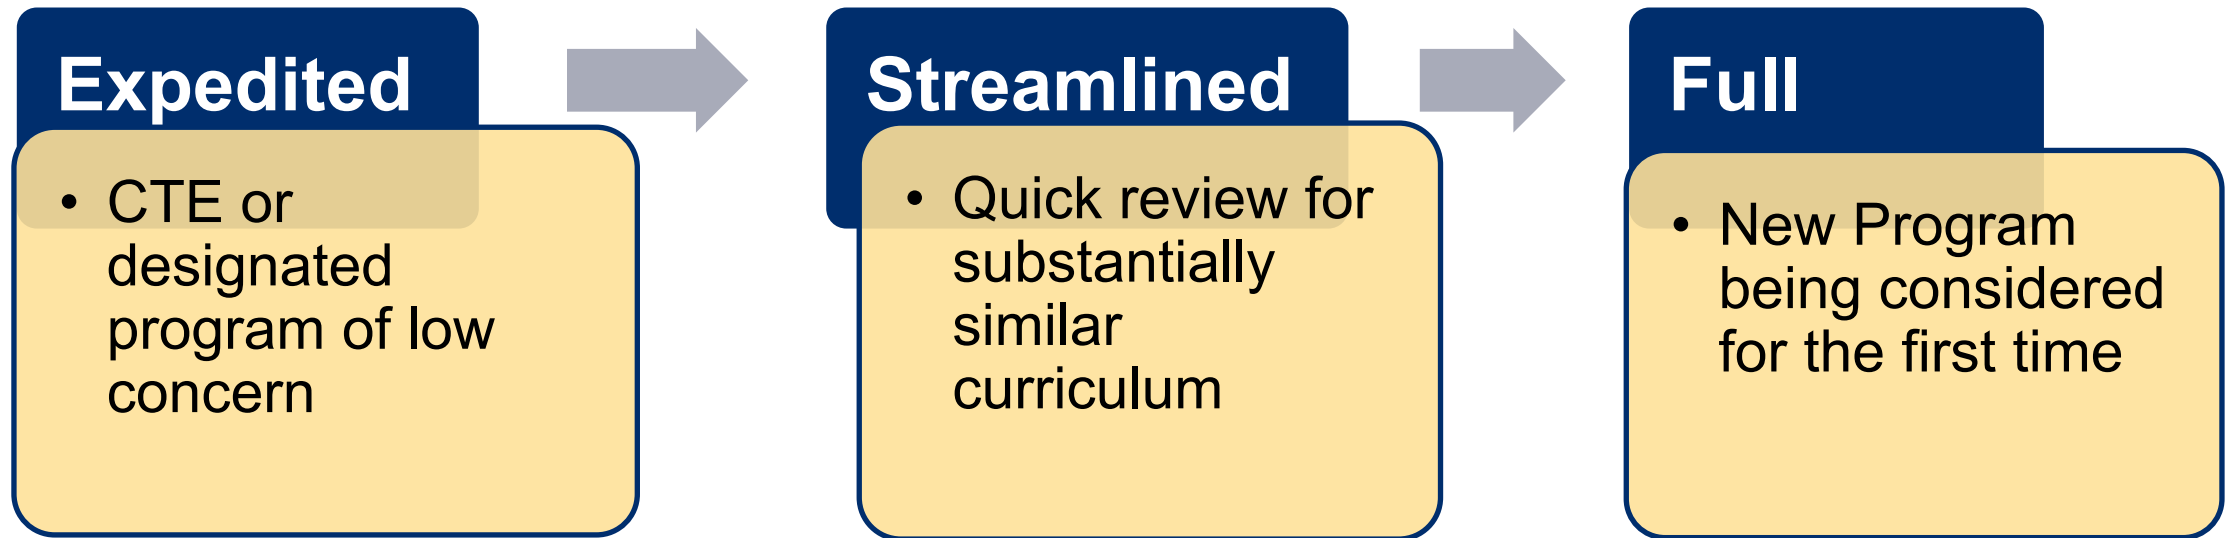 Expedited
• CTE or
designated
program of low
concern
Streamlined
• Quick review for
substantially
similar
curriculum
Full
• New Program
being considered
for the first time